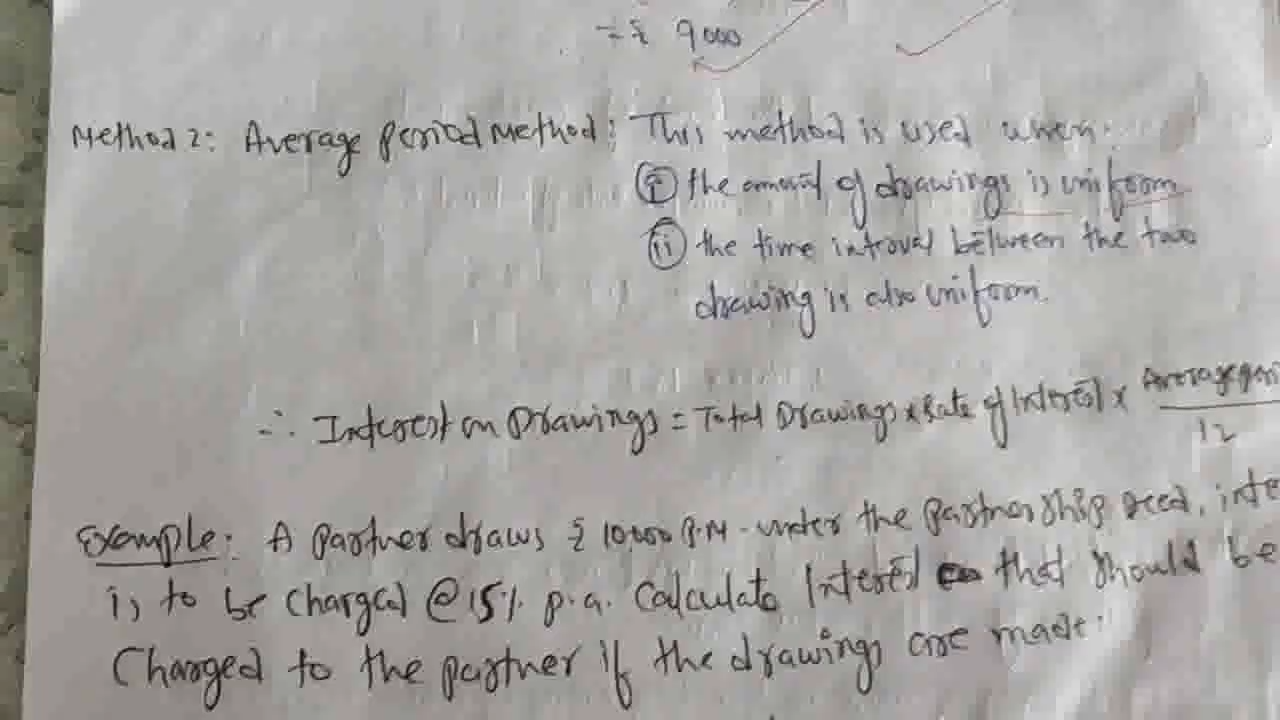 = ₹ 9000
Method 2: Average period Method: This method is used when.
(i) the amount of drawings is uniform
(ii) the time intrval between the two
drawing is also uniform.
∴ Interest on Drawings = Total Drawings x Rate of Interest x Average
12
Example: A partner draws ₹ 10000 P.M. under the partnership deed, inte
is to be charged @ 15% p.a. Calculate Interest that should be
Charged to the partner if the drawings are made: